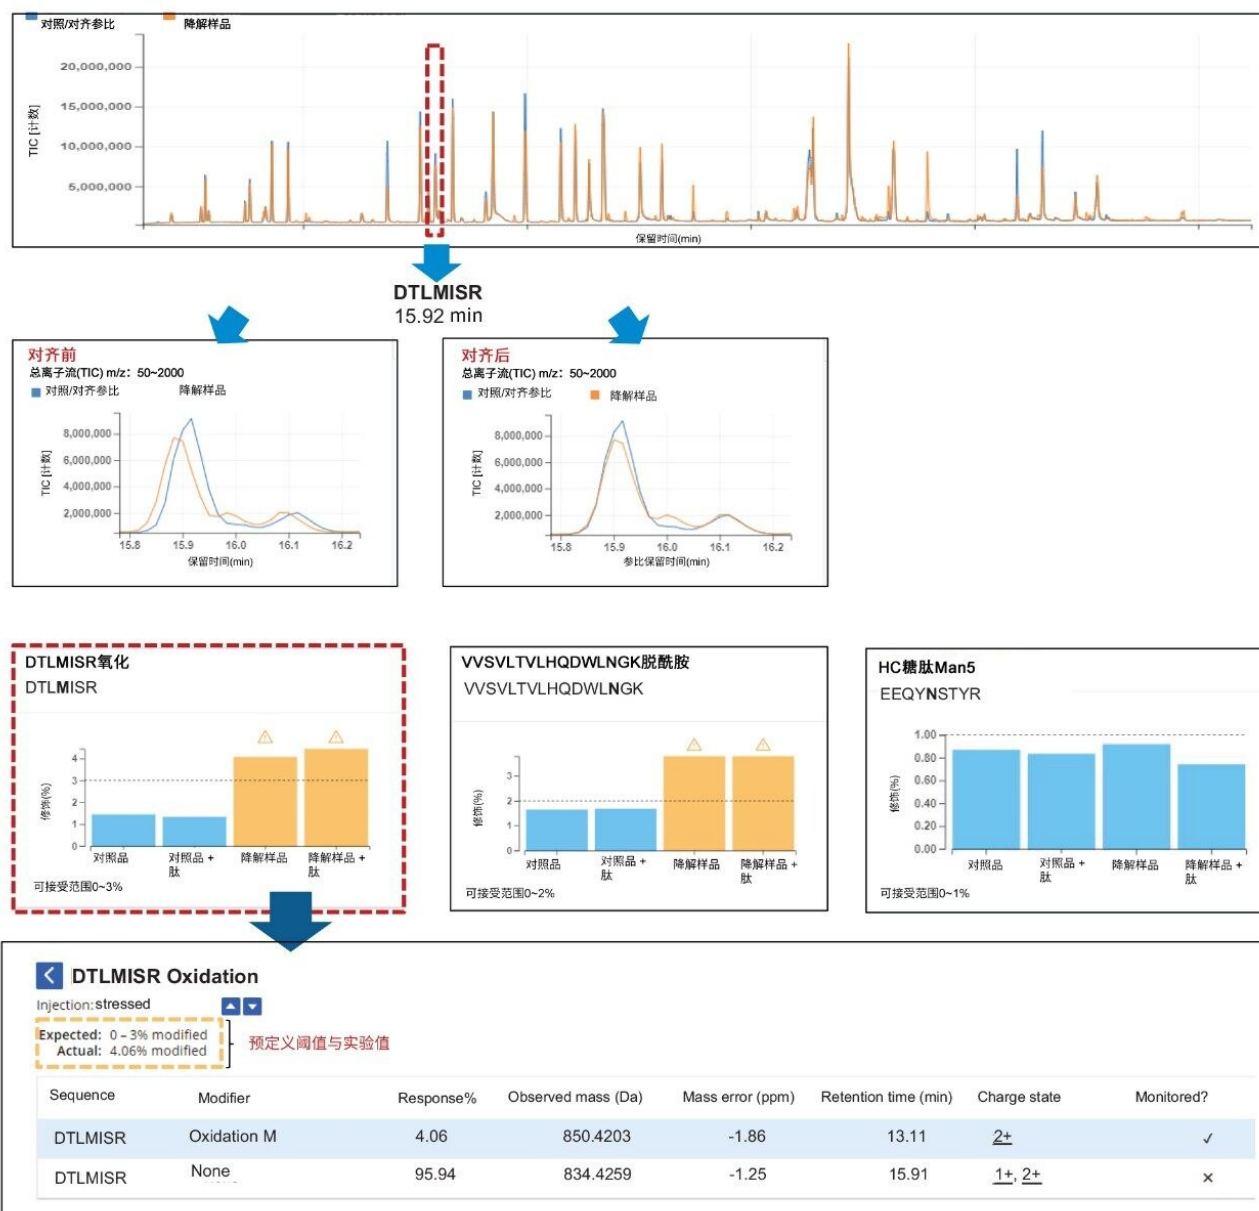 对照/对齐参比 降解样品
20,000,000
15,000,000
10,000,000
5,000,000
TIC [计数]
保留时间(min)
DTLMISR
15.92 min
对齐前
总离子流(TIC) m/z：50~2000
对照/对齐参比 降解样品
8,000,000
6,000,000
4,000,000
2,000,000
TIC [计数]
15.8 15.9 16.0 16.1 16.2
保留时间(min)
对齐后
总离子流(TIC) m/z：50~2000
对照/对齐参比 降解样品
8,000,000
6,000,000
4,000,000
2,000,000
TIC [计数]
15.8 15.9 16.0 16.1 16.2
参比保留时间(min)
DTLMISR氧化
DTLMISR
4
3
2
1
0
修饰(%)
对照品 对照品 + 肽 降解样品 降解样品 + 肽
可接受范围0~3%
VVSVLTVLHQDWLNGK脱酰胺
VVSVLTVLHQDWLNGK
3
2
1
0
修饰(%)
对照品 对照品 + 肽 降解样品 降解样品 + 肽
可接受范围0~2%
HC糖肽Man5
EEQYNSTYR
1.00
0.80
0.60
0.40
0.20
0.00
修饰(%)
对照品 对照品 + 肽 降解样品 降解样品 + 肽
可接受范围0~1%
DTLMISR Oxidation
Injection: stressed
Expected: 0 – 3% modified
Actual: 4.06% modified
预定义阈值与实验值
Sequence Modifier Response% Observed mass (Da) Mass error (ppm) Retention time (min) Charge state Monitored?
DTLMISR Oxidation M 4.06 850.4203 -1.86 13.11 2+ ✓
DTLMISR None 95.94 834.4259 -1.25 15.91 1+, 2+ ×